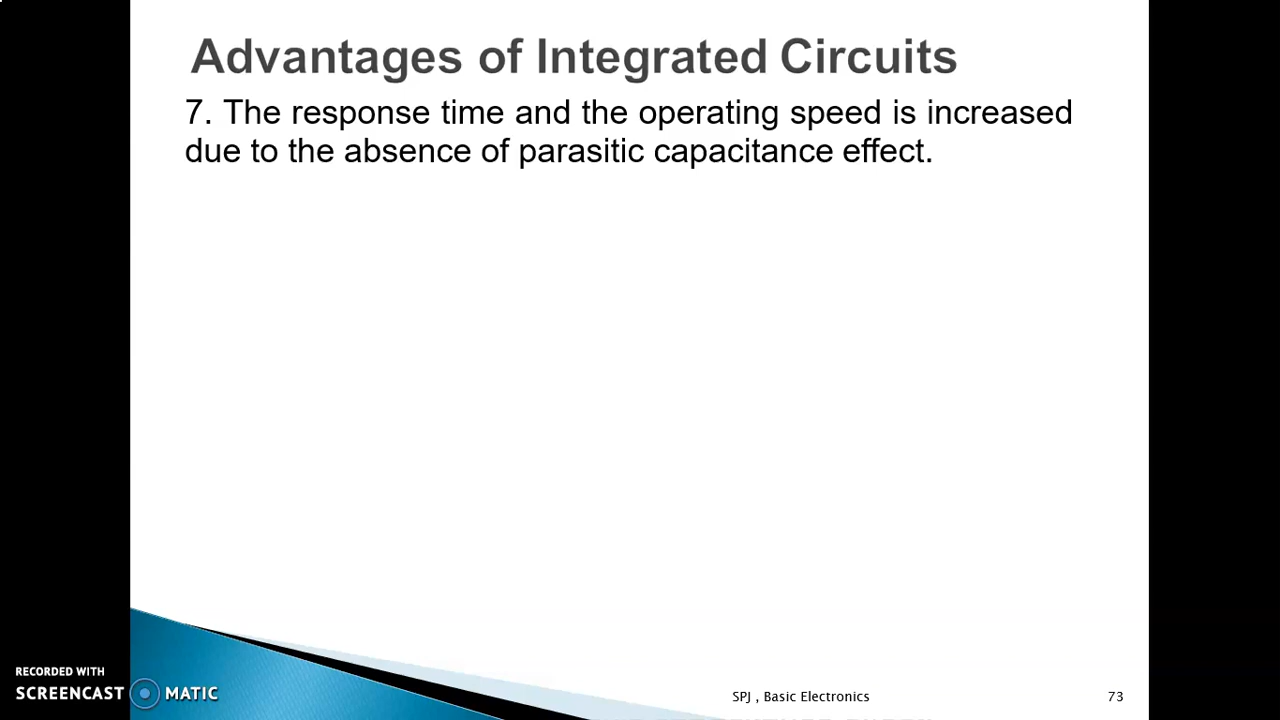 Advantages of Integrated Circuits
7. The response time and the operating speed is increased
due to the absence of parasitic capacitance effect.
RECORDED WITH
SCREENCAST MATIC
SPJ , Basic Electronics
73